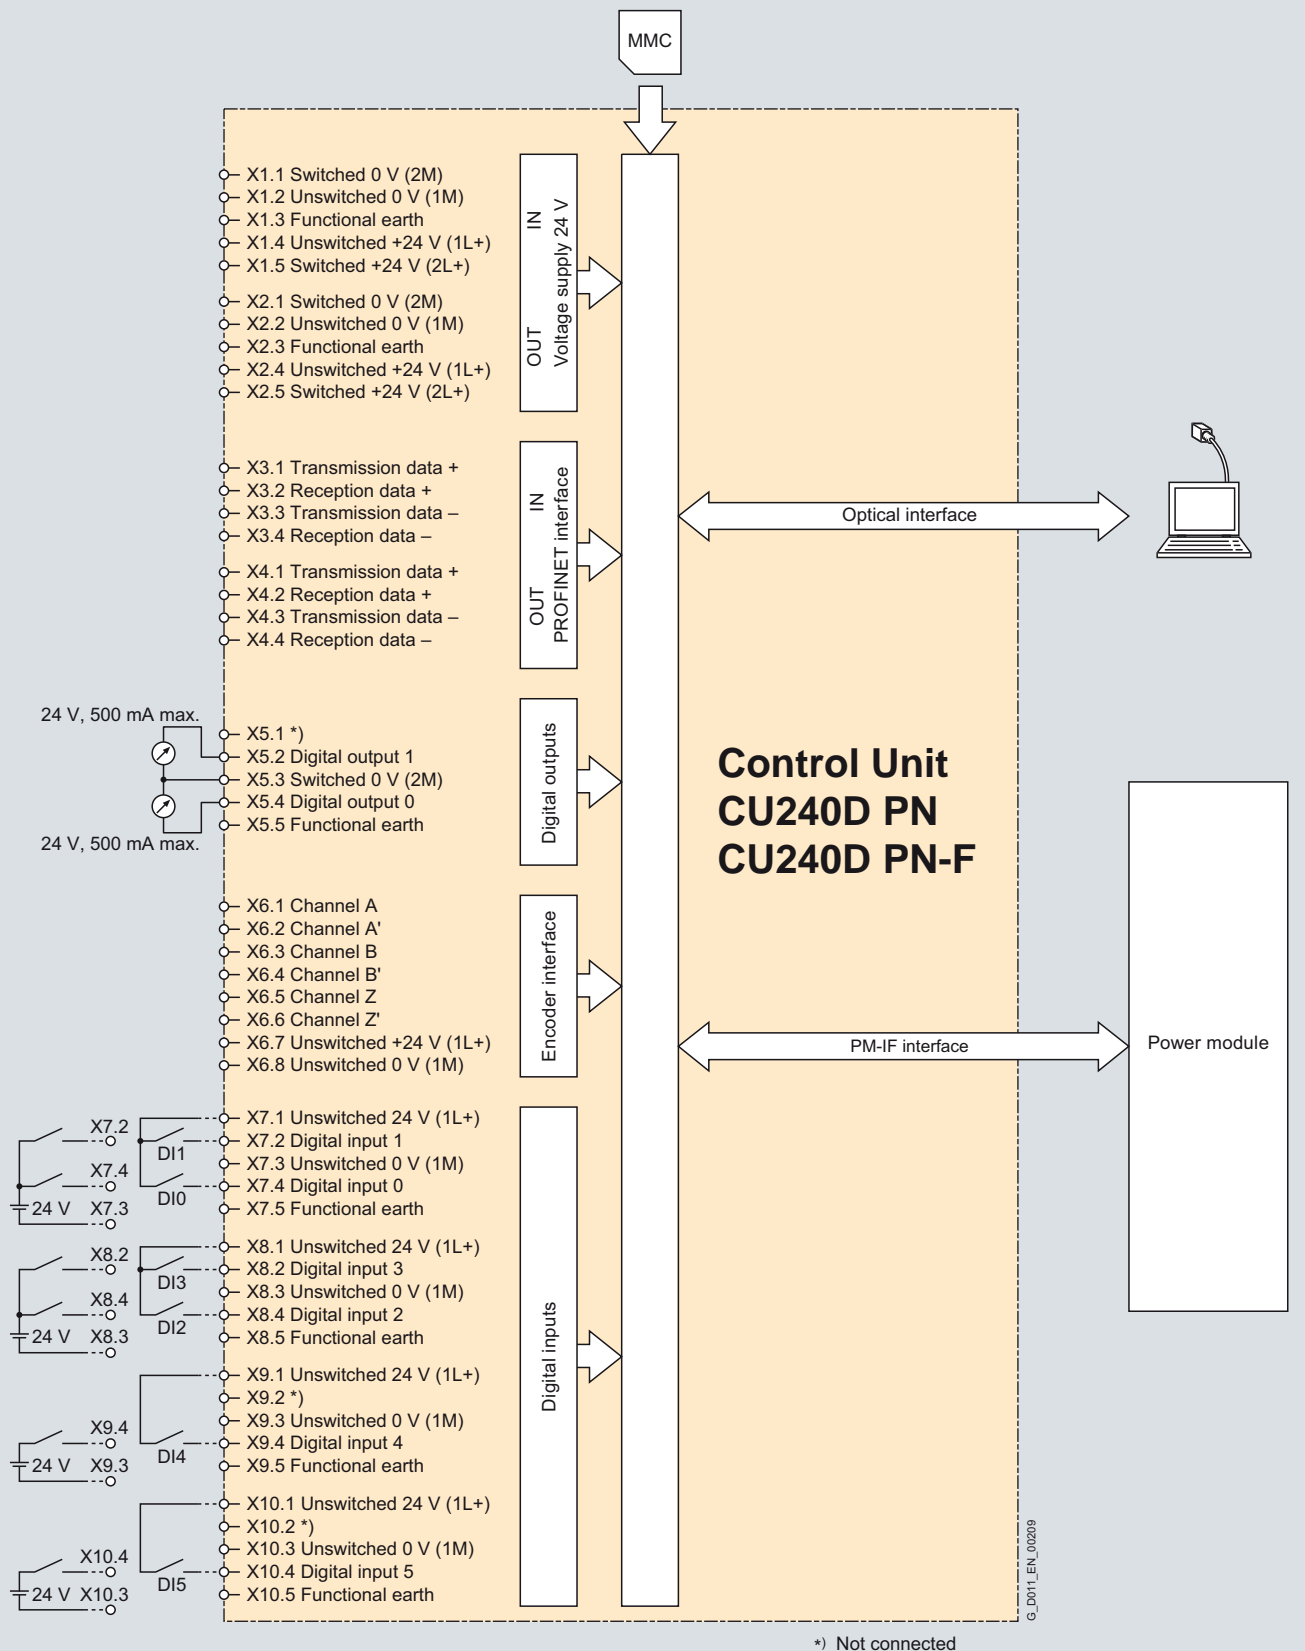 MMC
X1.1 Switched 0 V (2M)
X1.2 Unswitched 0 V (1M)
X1.3 Functional earth
X1.4 Unswitched +24 V (1L+)
X1.5 Switched +24 V (2L+)
X2.1 Switched 0 V (2M)
X2.2 Unswitched 0 V (1M)
X2.3 Functional earth
X2.4 Unswitched +24 V (1L+)
X2.5 Switched +24 V (2L+)
OUT IN
Voltage supply 24 V
X3.1 Transmission data +
X3.2 Reception data +
X3.3 Transmission data –
X3.4 Reception data –
X4.1 Transmission data +
X4.2 Reception data +
X4.3 Transmission data –
X4.4 Reception data –
OUT IN
PROFINET interface
Optical interface
24 V, 500 mA max.
X5.1 *)
X5.2 Digital output 1
X5.3 Switched 0 V (2M)
X5.4 Digital output 0
X5.5 Functional earth
24 V, 500 mA max.
Digital outputs
Control Unit
CU240D PN
CU240D PN-F
X6.1 Channel A
X6.2 Channel A'
X6.3 Channel B
X6.4 Channel B'
X6.5 Channel Z
X6.6 Channel Z'
X6.7 Unswitched +24 V (1L+)
X6.8 Unswitched 0 V (1M)
Encoder interface
PM-IF interface
Power module
X7.2
X7.4
24 V X7.3
DI1
DI0
X7.1 Unswitched 24 V (1L+)
X7.2 Digital input 1
X7.3 Unswitched 0 V (1M)
X7.4 Digital input 0
X7.5 Functional earth
X8.2
X8.4
24 V X8.3
DI3
DI2
X8.1 Unswitched 24 V (1L+)
X8.2 Digital input 3
X8.3 Unswitched 0 V (1M)
X8.4 Digital input 2
X8.5 Functional earth
Digital inputs
X9.4
24 V X9.3
DI4
X9.1 Unswitched 24 V (1L+)
X9.2 *)
X9.3 Unswitched 0 V (1M)
X9.4 Digital input 4
X9.5 Functional earth
X10.4
24 V X10.3
DI5
X10.1 Unswitched 24 V (1L+)
X10.2 *)
X10.3 Unswitched 0 V (1M)
X10.4 Digital input 5
X10.5 Functional earth
G_D011_EN_00209
*) Not connected